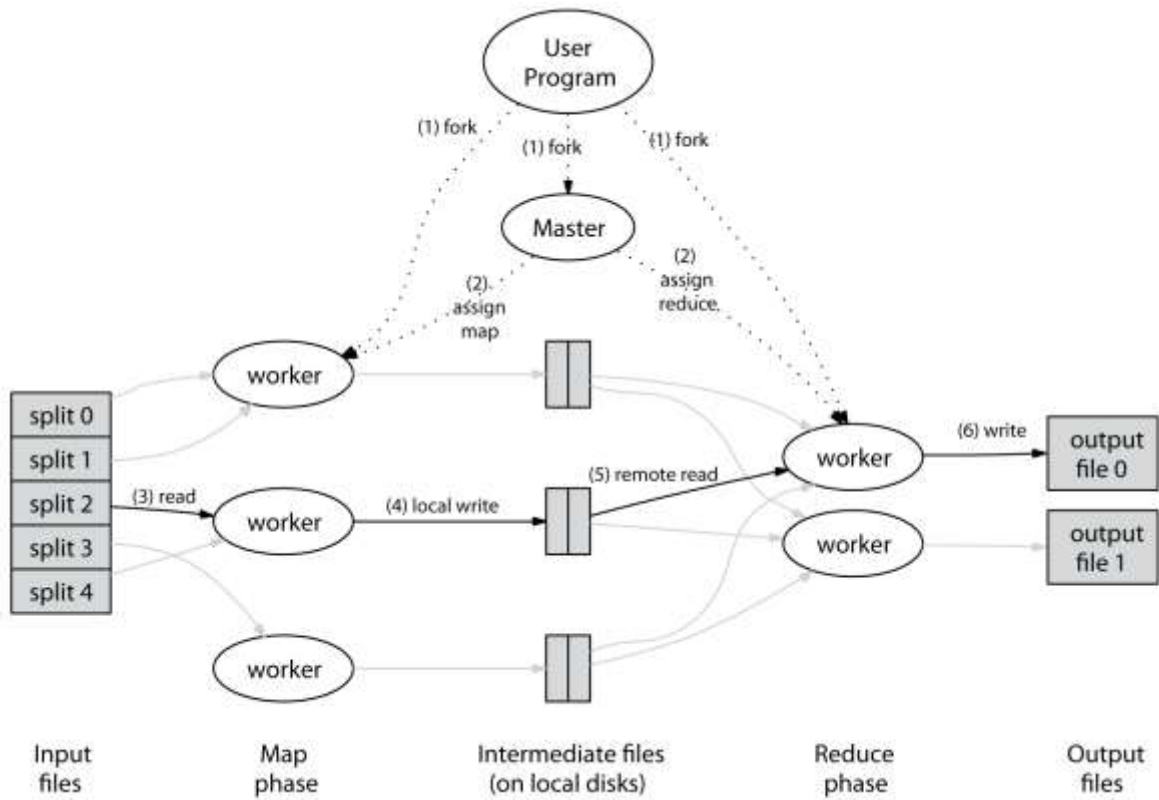 User
Program
(1) fork
(1) fork
(1) fork
Master
(2)
assign
map
(2)
assign
reduce
worker
split 0
split 1
split 2
split 3
split 4
(3) read
worker
(4) local write
(5) remote read
worker
(6) write
output
file 0
worker
output
file 1
worker
Input
files
Map
phase
Intermediate files
(on local disks)
Reduce
phase
Output
files